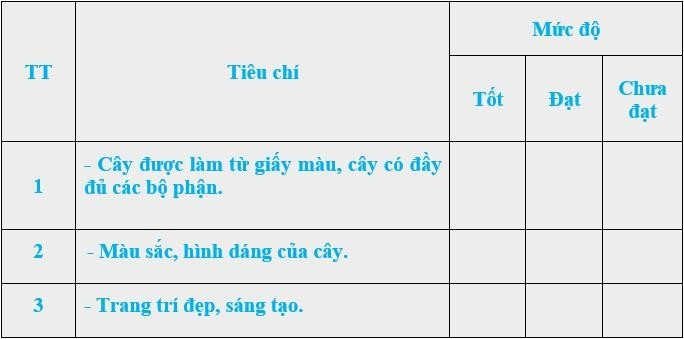 TT
Tiêu chí
Mức độ
Tốt
Đạt
Chưa
đạt
1
- Cây được làm từ giấy màu, cây có đầy
đủ các bộ phận.
2
- Màu sắc, hình dáng của cây.
3
- Trang trí đẹp, sáng tạo.